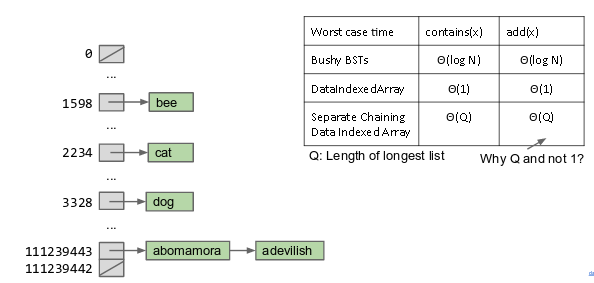 Worst case time contains(x) add(x)
Bushy BSTs Θ(log N) Θ(log N)
DataIndexedArray Θ(1) Θ(1)
Separate Chaining Data Indexed Array Θ(Q) Θ(Q)
Q: Length of longest list
Why Q and not 1?
0
...
1598 bee
...
2234 cat
...
3328 dog
...
111239443 abomamora adevilish
111239442